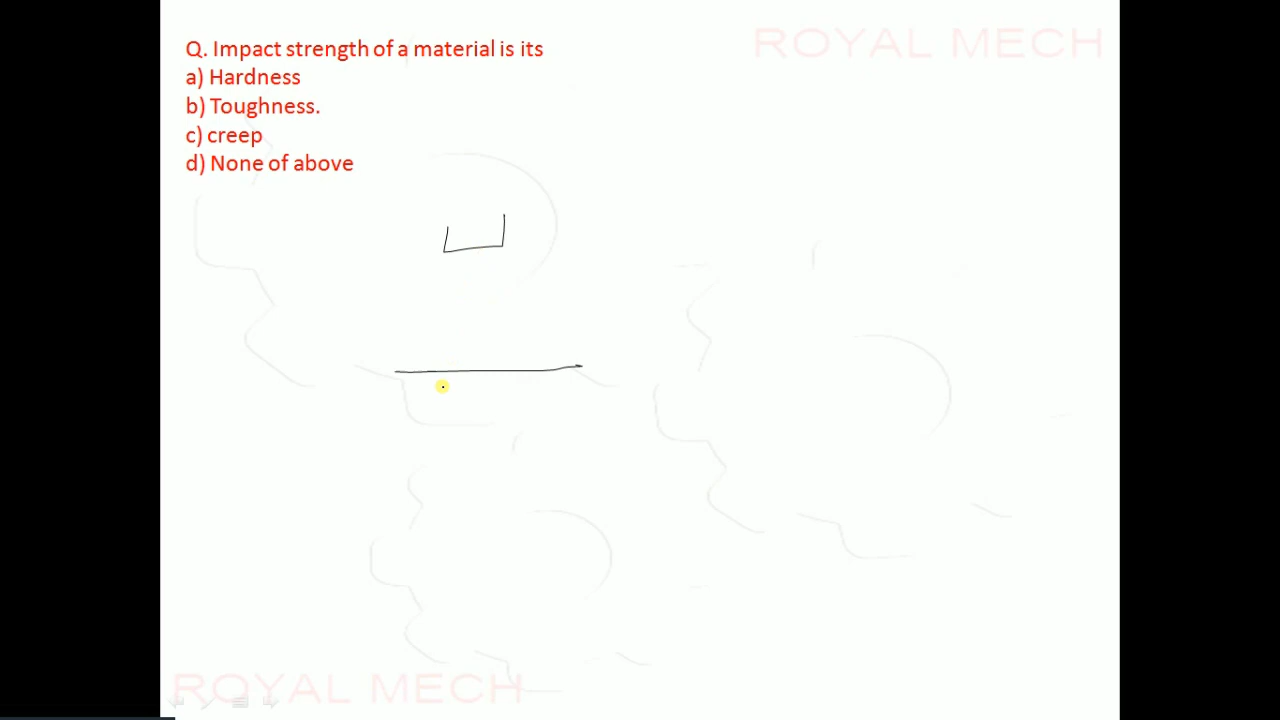 ROYAL MECH
Q. Impact strength of a material is its
a) Hardness
b) Toughness.
c) creep
d) None of above
ROYAL MECH